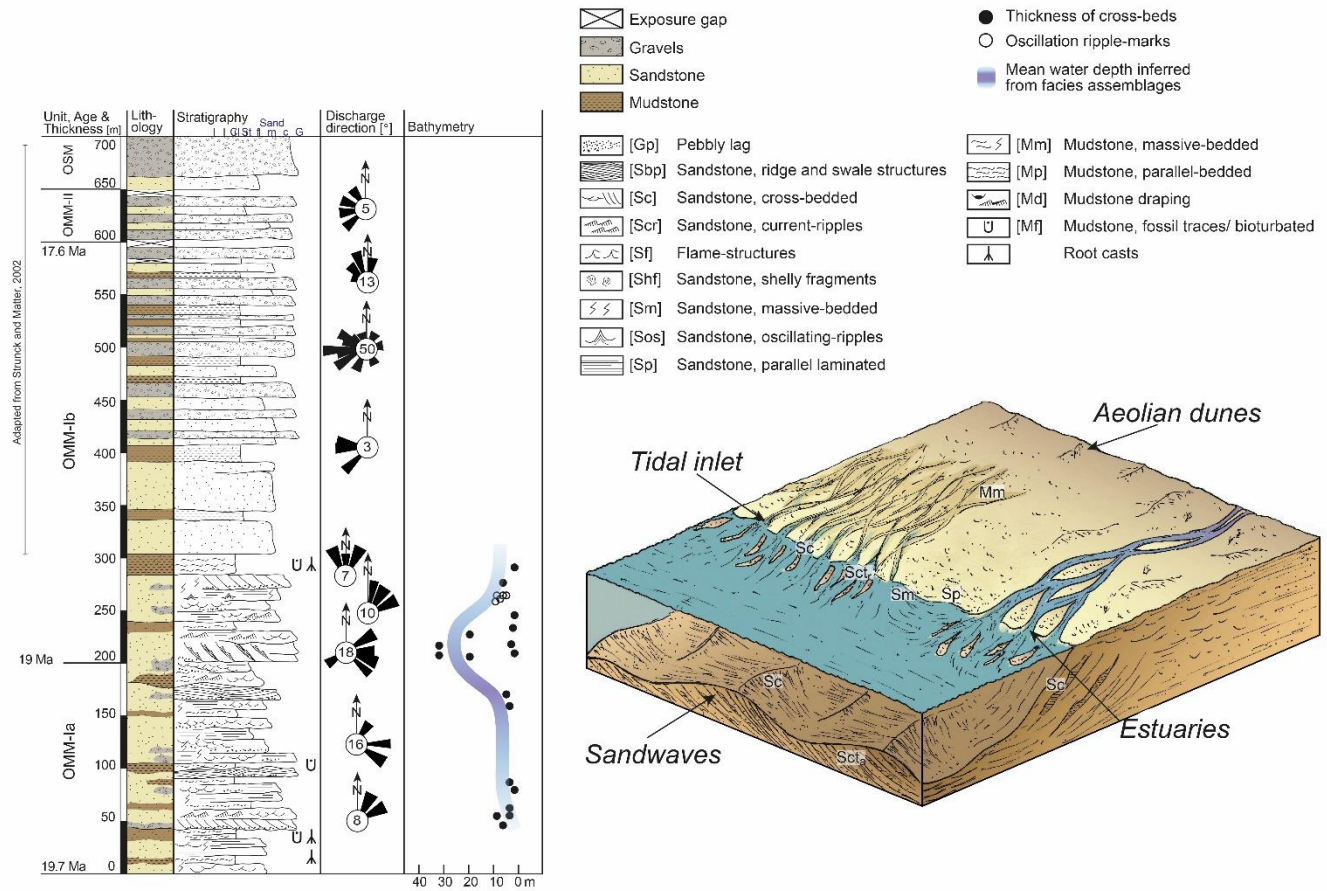 Exposure gap
Gravels
Sandstone
Mudstone
Thickness of cross-beds
Oscillation ripple-marks
Mean water depth inferred
from facies assemblages
[Gp] Pebbly lag
[Sbp] Sandstone, ridge and swale structures
[Sc] Sandstone, cross-bedded
[Scr] Sandstone, current-ripples
[Sf] Flame-structures
[Shf] Sandstone, shelly fragments
[Sm] Sandstone, massive-bedded
[Sos] Sandstone, oscillating-ripples
[Sp] Sandstone, parallel laminated
[Mm] Mudstone, massive-bedded
[Mp] Mudstone, parallel-bedded
[Md] Mudstone draping
[Mf] Mudstone, fossil traces/ bioturbated
Root casts
Unit, Age &
Thickness [m]
Lith-
ology
Stratigraphy
Sand
f m c G
Discharge
direction [°]
Bathymetry
Adapted from Strunck and Matter, 2002
OSM
OMM-II
17.6 Ma
OMM-Ib
19 Ma
OMM-Ia
19.7 Ma
700
650
600
550
500
450
400
350
300
250
200
150
100
50
0
N
5
N
13
N
50
N
3
N
7
N
10
N
18
N
16
N
8
40 30 20 10 0 m
Aeolian dunes
Tidal inlet
Mm
Sc
Sct
Sm
Sp
Sc
Sc
Sct
Estuaries
Sandwaves